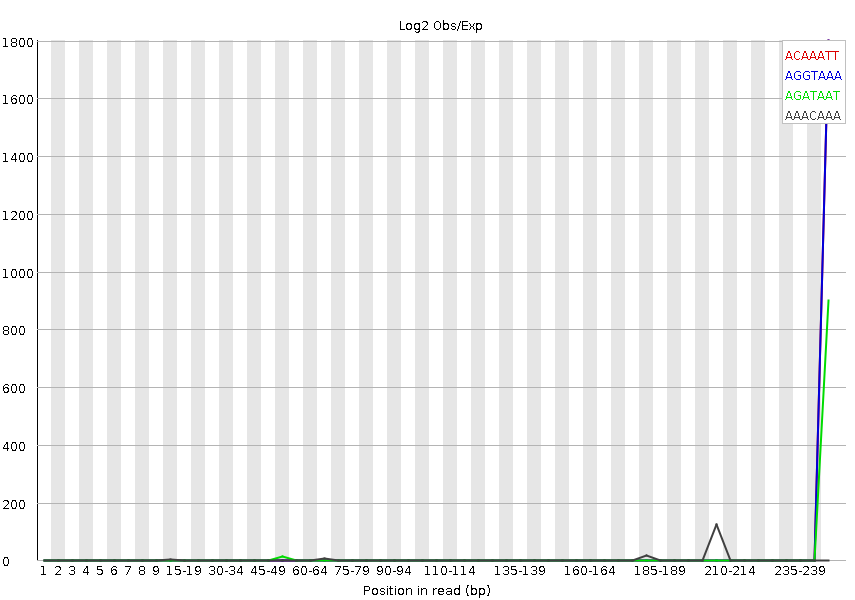 Log2 Obs/Exp
1800
1600
1400
1200
1000
800
600
400
200
0
ACAAATT
AGGTAAA
AGATAAT
AAACAAA
1 2 3 4 5 6 7 8 9 15-19 30-34 45-49 60-64 75-79 90-94 110-114 135-139 160-164 185-189 210-214 235-239
Position in read (bp)